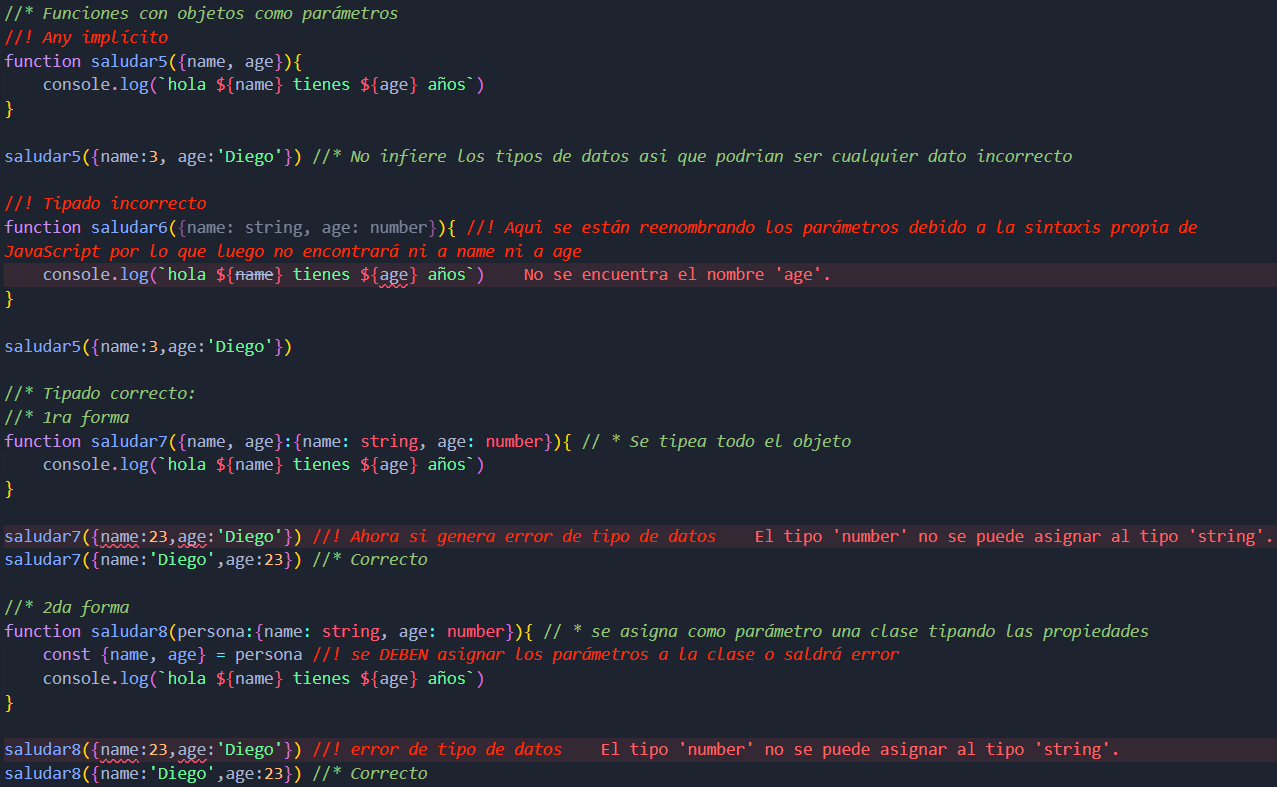 //* Funciones con objetos como parámetros
//! Any implícito
function saludar5({name, age}){
    console.log(`hola ${name} tienes ${age} años`)
}

saludar5({name:3, age:'Diego'}) //* No infiere los tipos de datos asi que podrian ser cualquier dato incorrecto

//! Tipado incorrecto
function saludar6({name: string, age: number}){ //! Aqui se están reenombrando los parámetros debido a la sintaxis propia de
JavaScript por lo que luego no encontrará ni a name ni a age
    console.log(`hola ${name} tienes ${age} años`)    No se encuentra el nombre 'age'.
}

saludar5({name:3,age:'Diego'})

//* Tipado correcto:
//* 1ra forma
function saludar7({name, age}:{name: string, age: number}){ // * Se tipea todo el objeto
    console.log(`hola ${name} tienes ${age} años`)
}

saludar7({name:23,age:'Diego'}) //! Ahora si genera error de tipo de datos    El tipo 'number' no se puede asignar al tipo 'string'.
saludar7({name:'Diego',age:23}) //* Correcto

//* 2da forma
function saludar8(persona:{name: string, age: number}){ // * se asigna como parámetro una clase tipando las propiedades
    const {name, age} = persona //! se DEBEN asignar los parámetros a la clase o saldrá error
    console.log(`hola ${name} tienes ${age} años`)
}

saludar8({name:23,age:'Diego'}) //! error de tipo de datos    El tipo 'number' no se puede asignar al tipo 'string'.
saludar8({name:'Diego',age:23}) //* Correcto